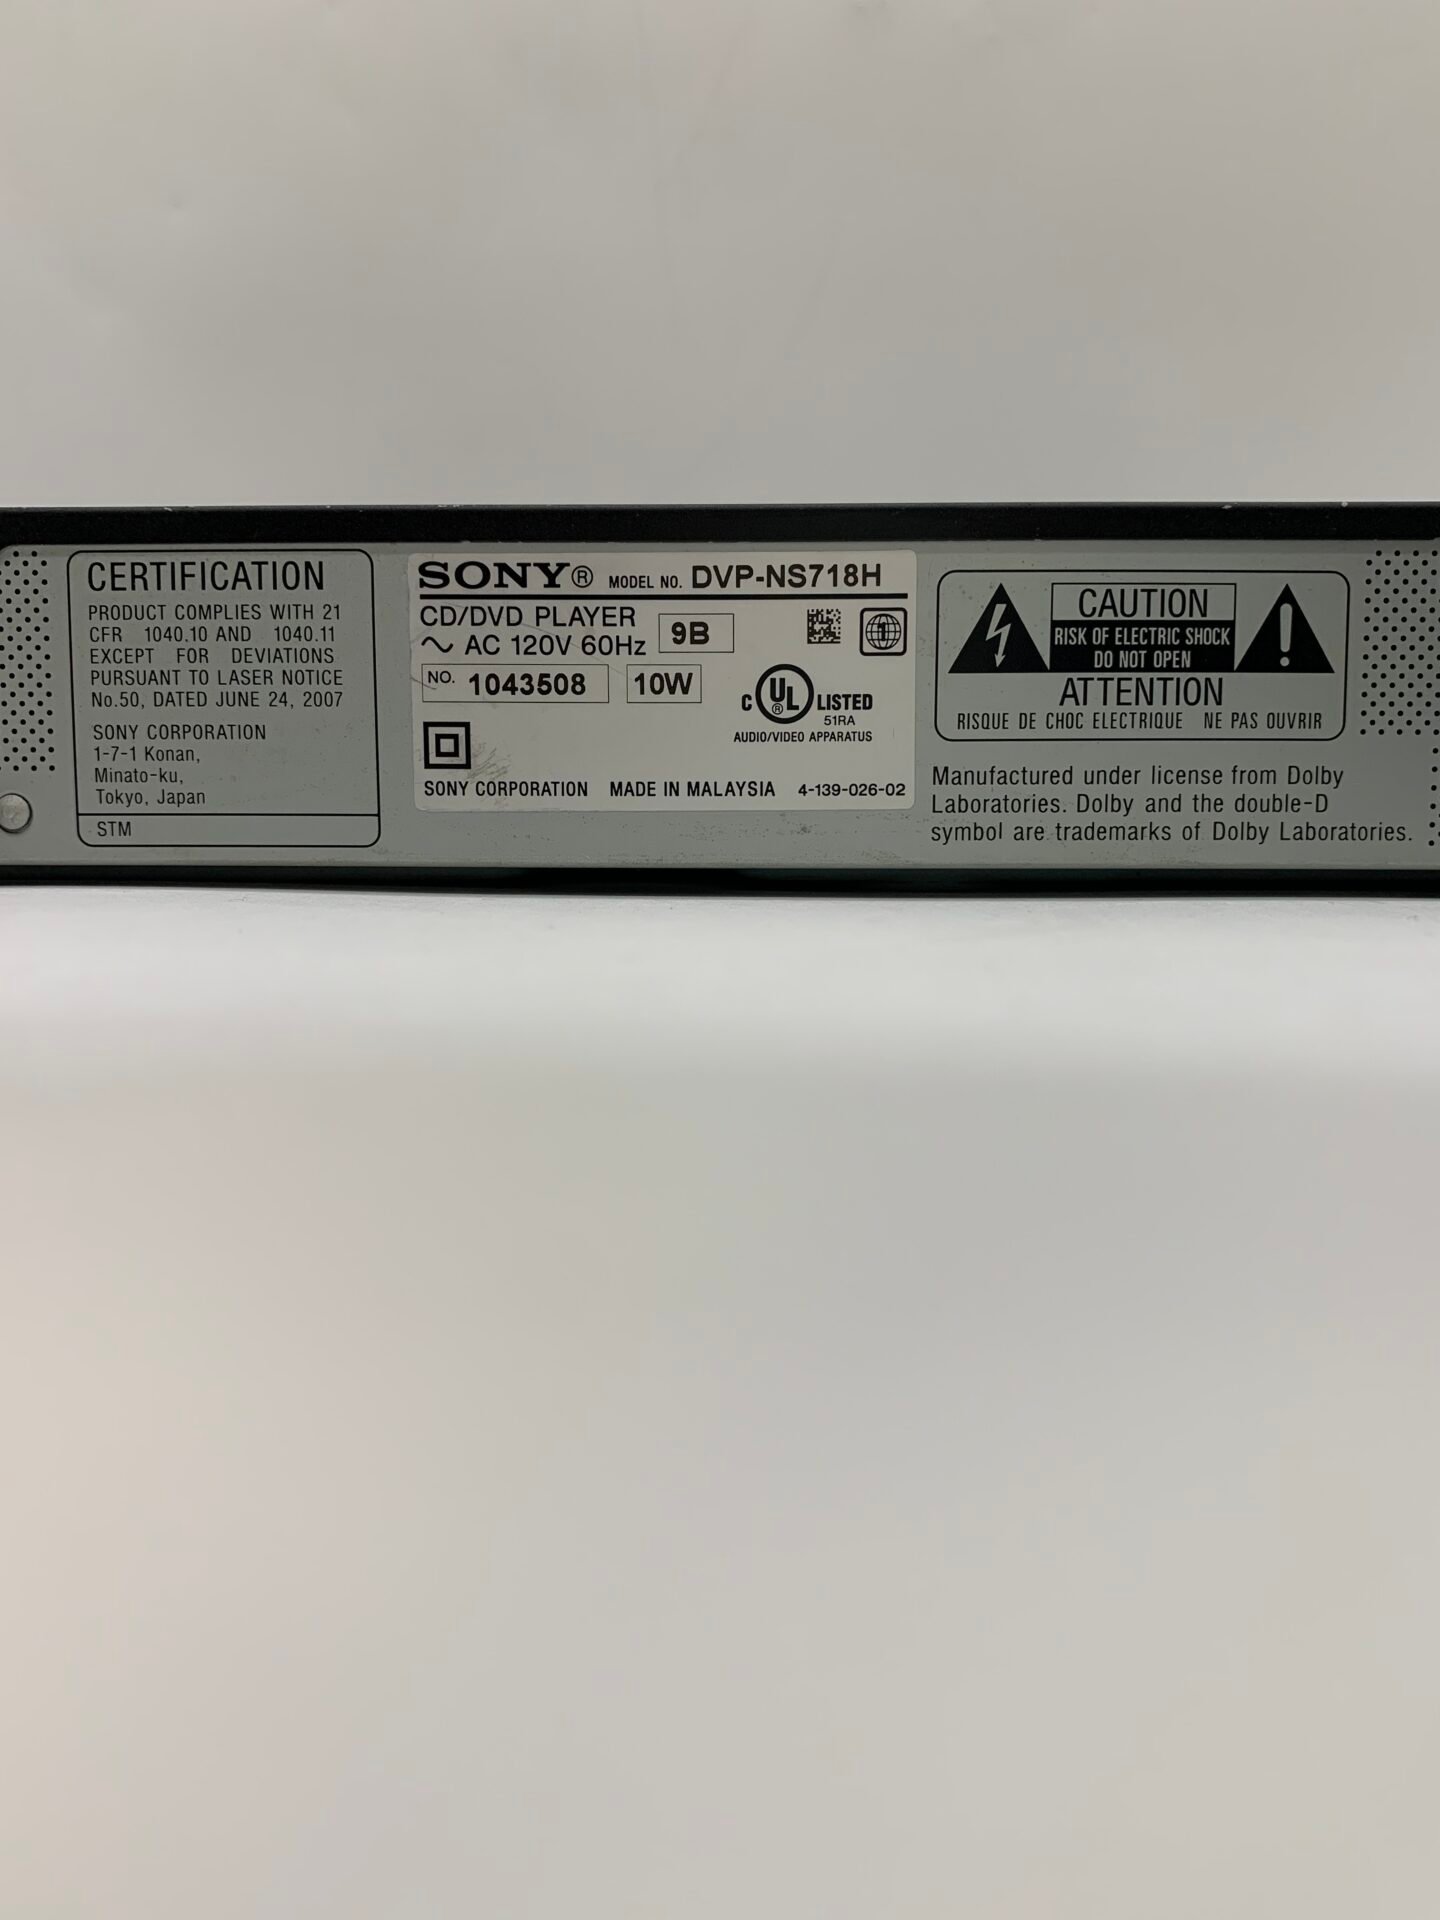 CERTIFICATION
PRODUCT COMPLIES WITH 21
CFR 1040.10 AND 1040.11
EXCEPT FOR DEVIATIONS
PURSUANT TO LASER NOTICE
No.50, DATED JUNE 24, 2007
SONY CORPORATION
1-7-1 Konan,
Minato-ku,
Tokyo, Japan
STM
SONY® MODEL NO. DVP-NS718H
CD/DVD PLAYER
~ AC 120V 60Hz 9B
NO. 1043508 10W
1
C UL ® LISTED
51RA
AUDIO/VIDEO APPARATUS
SONY CORPORATION MADE IN MALAYSIA 4-139-026-02
CAUTION
RISK OF ELECTRIC SHOCK
DO NOT OPEN
!
ATTENTION
RISQUE DE CHOC ELECTRIQUE NE PAS OUVRIR
Manufactured under license from Dolby
Laboratories. Dolby and the double-D
symbol are trademarks of Dolby Laboratories.